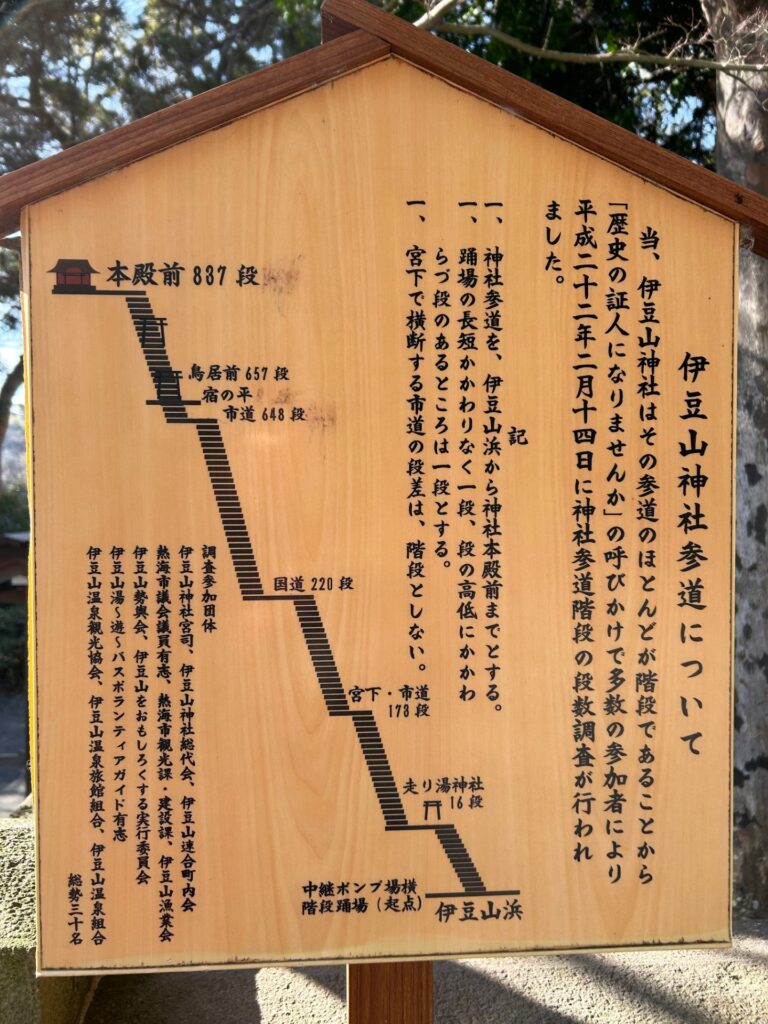 伊豆山神社参道について
当、伊豆山神社はその参道のほとんどが階段であることから
「歴史の証人になりませんか」の呼びかけで多数の参加者により
平成二十二年二月十四日に神社参道階段の段数調査が行われ
ました。
記
一、神社参道を、伊豆山浜から神社本殿前までとする。
一、踊場の長短かかわりなく一段、段の高低にかかわ
らづ段のあるところは一段とする。
一、宮下で横断する市道の段差は、階段としない。
本殿前 837 段
鳥居前 657 段
宿の平
市道 648 段
国道 220 段
宮下・市道
173 段
走り湯神社
16 段
中継ポンプ場横
階段踊場(起点)
伊豆山浜
調査参加団体
伊豆山神社宮司、伊豆山神社総代会、伊豆山連合町内会
熱海市議会議員有志、熱海市観光課・建設課、伊豆山漁業会
伊豆山勢輿会、伊豆山をおもしろくする実行委員会
伊豆山湯~遊~バスボランティアガイド有志
伊豆山温泉観光協会、伊豆山温泉旅館組合、伊豆山温泉組合
総勢三十名